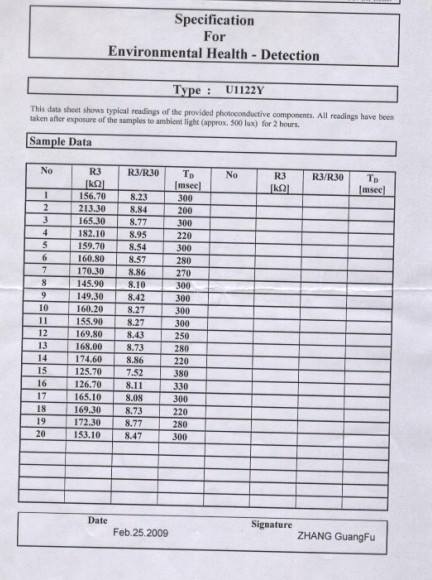 Specification
For
Environmental Health - Detection
Type : U1122Y
This data sheet shows typical readings of the provided photoconductive components. All readings have been
taken after exposure of the samples to ambient light (approx. 500 lux) for 2 hours.
Sample Data
No R3 R3/R30 TD No R3 R3/R30 TD
[kΩ] [msec] [kΩ] [msec]
1 156.70 8.23 300
2 213.30 8.84 200
3 165.30 8.77 300
4 182.10 8.95 220
5 159.70 8.54 300
6 160.80 8.57 280
7 170.30 8.86 270
8 145.90 8.10 300
9 149.30 8.42 300
10 160.20 8.27 300
11 155.90 8.27 300
12 169.80 8.43 250
13 168.00 8.73 280
14 174.60 8.86 220
15 125.70 7.52 380
16 126.70 8.11 330
17 165.10 8.08 300
18 169.30 8.73 220
19 172.30 8.77 280
20 153.10 8.47 300
Date Signature
Feb.25.2009 ZHANG GuangFu